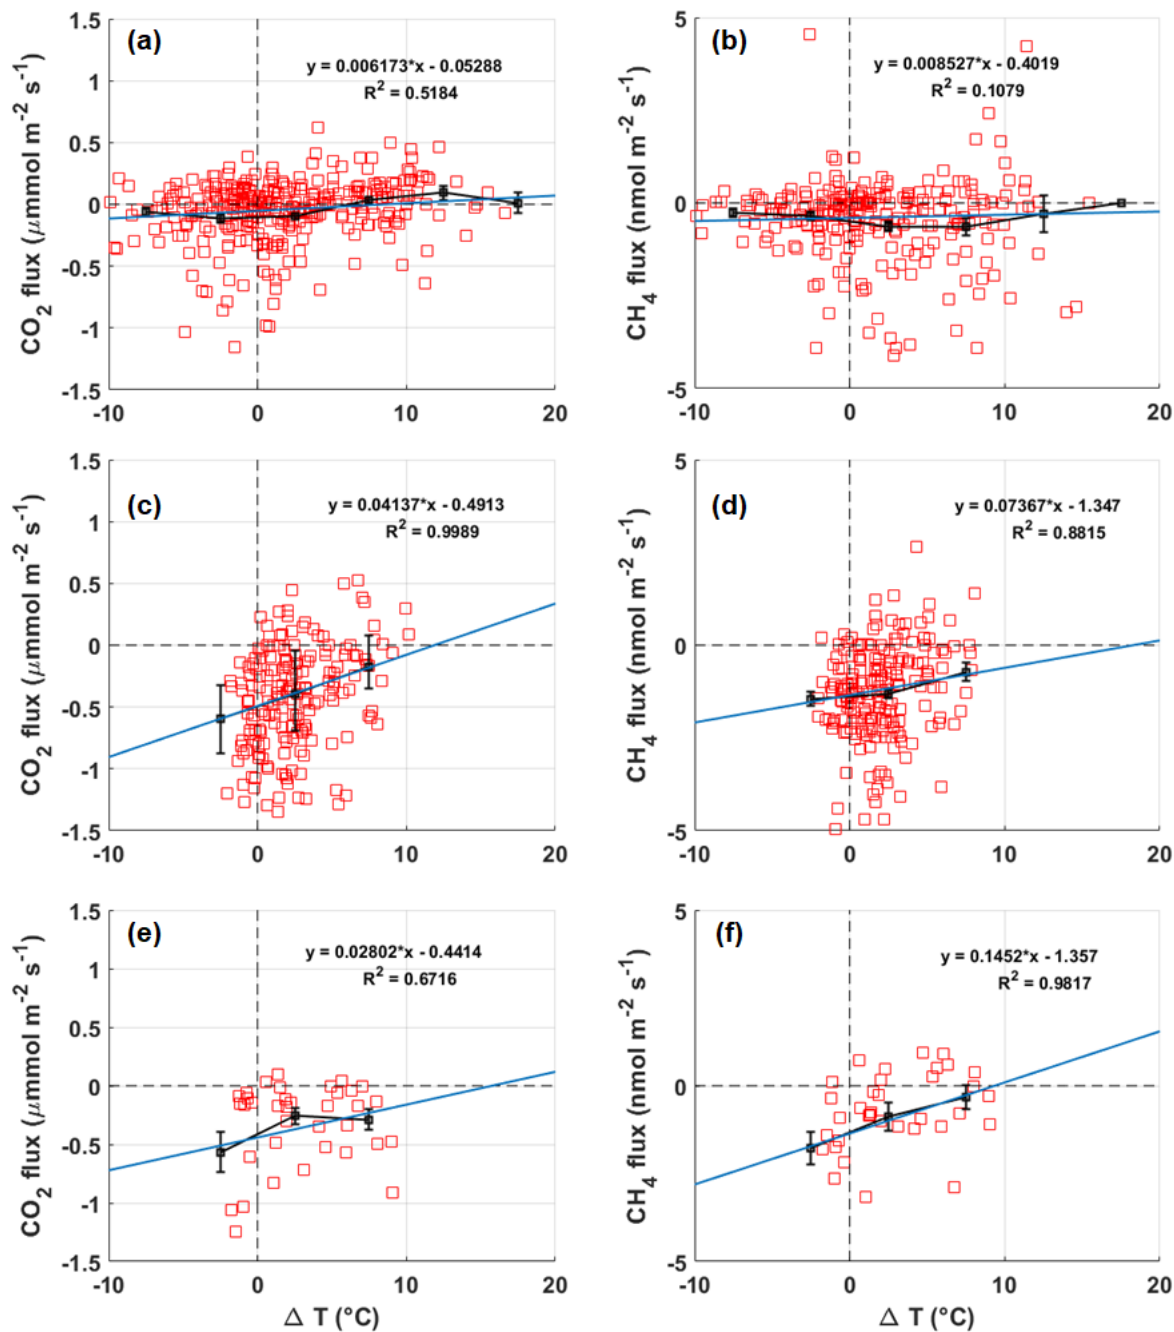 (a)
y = 0.006173*x - 0.05288
R² = 0.5184
CO₂ flux (μmmol m⁻² s⁻¹)
1.5
1
0.5
0
-0.5
-1
-1.5
-10 0 10 20
(b)
y = 0.008527*x - 0.4019
R² = 0.1079
CH₄ flux (nmol m⁻² s⁻¹)
5
0
-5
-10 0 10 20
(c)
y = 0.04137*x - 0.4913
R² = 0.9989
CO₂ flux (μmmol m⁻² s⁻¹)
1.5
1
0.5
0
-0.5
-1
-1.5
-10 0 10 20
(d)
y = 0.07367*x - 1.347
R² = 0.8815
CH₄ flux (nmol m⁻² s⁻¹)
5
0
-5
-10 0 10 20
(e)
y = 0.02802*x - 0.4414
R² = 0.6716
CO₂ flux (μmmol m⁻² s⁻¹)
1.5
1
0.5
0
-0.5
-1
-1.5
-10 0 10 20
Δ T (°C)
(f)
y = 0.1452*x - 1.357
R² = 0.9817
CH₄ flux (nmol m⁻² s⁻¹)
5
0
-5
-10 0 10 20
Δ T (°C)